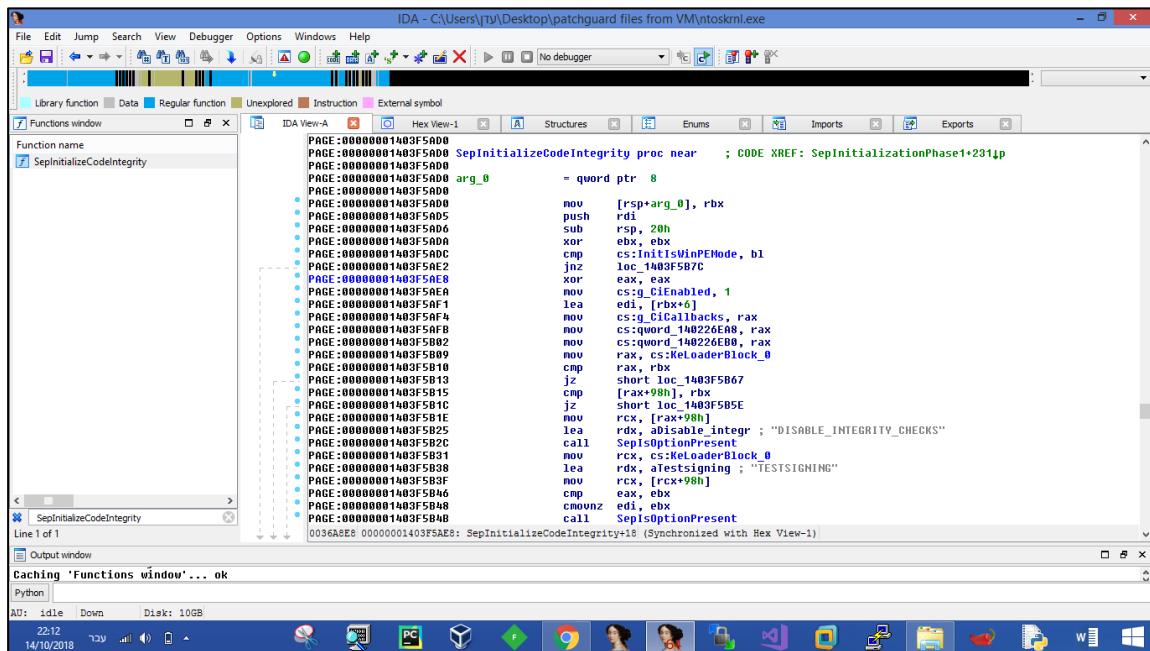 IDA - C:\Users\עדן\Desktop\patchguard files from VM\ntoskrnl.exe
File Edit Jump Search View Debugger Options Windows Help
No debugger
Library function Data Regular function Unexplored Instruction External symbol
Functions window
IDA View-A Hex View-1 Structures Enums Imports Exports
Function name
SepInitializeCodeIntegrity
PAGE:00000001403F5AD0
PAGE:00000001403F5AD0 SepInitializeCodeIntegrity proc near ; CODE XREF: SepInitializationPhase1+231↓p
PAGE:00000001403F5AD0
PAGE:00000001403F5AD0 arg_0 = qword ptr 8
PAGE:00000001403F5AD0
PAGE:00000001403F5AD0 mov [rsp+arg_0], rbx
PAGE:00000001403F5AD5 push rdi
PAGE:00000001403F5AD6 sub rsp, 20h
PAGE:00000001403F5ADA xor ebx, ebx
PAGE:00000001403F5ADC cmp cs:InitIsWinPEMode, bl
PAGE:00000001403F5AE2 jnz loc_1403F5B7C
PAGE:00000001403F5AE8 xor eax, eax
PAGE:00000001403F5AEA mov cs:g_CiEnabled, 1
PAGE:00000001403F5AF1 lea edi, [rbx+6]
PAGE:00000001403F5AF4 mov cs:g_CiCallbacks, rax
PAGE:00000001403F5AFB mov cs:qword_140226EA8, rax
PAGE:00000001403F5B02 mov cs:qword_140226EB0, rax
PAGE:00000001403F5B09 mov rax, cs:KeLoaderBlock_0
PAGE:00000001403F5B10 cmp rax, rbx
PAGE:00000001403F5B13 jz short loc_1403F5B67
PAGE:00000001403F5B15 cmp [rax+98h], rbx
PAGE:00000001403F5B1C jz short loc_1403F5B5E
PAGE:00000001403F5B1E mov rcx, [rax+98h]
PAGE:00000001403F5B25 lea rdx, aDisable_integr ; "DISABLE_INTEGRITY_CHECKS"
PAGE:00000001403F5B2C call SepIsOptionPresent
PAGE:00000001403F5B31 mov rcx, cs:KeLoaderBlock_0
PAGE:00000001403F5B38 lea rdx, aTestsigning ; "TESTSIGNING"
PAGE:00000001403F5B3F mov rcx, [rcx+98h]
PAGE:00000001403F5B46 cmp eax, ebx
PAGE:00000001403F5B48 cmovnz edi, ebx
PAGE:00000001403F5B4B call SepIsOptionPresent
SepInitializeCodeIntegrity
Line 1 of 1
0036A8E8 00000001403F5AE8: SepInitializeCodeIntegrity+18 (Synchronized with Hex View-1)
Output window
Caching 'Functions window'... ok
Python
AU: idle Down Disk: 10GB
22:12
14/10/2018
עבר